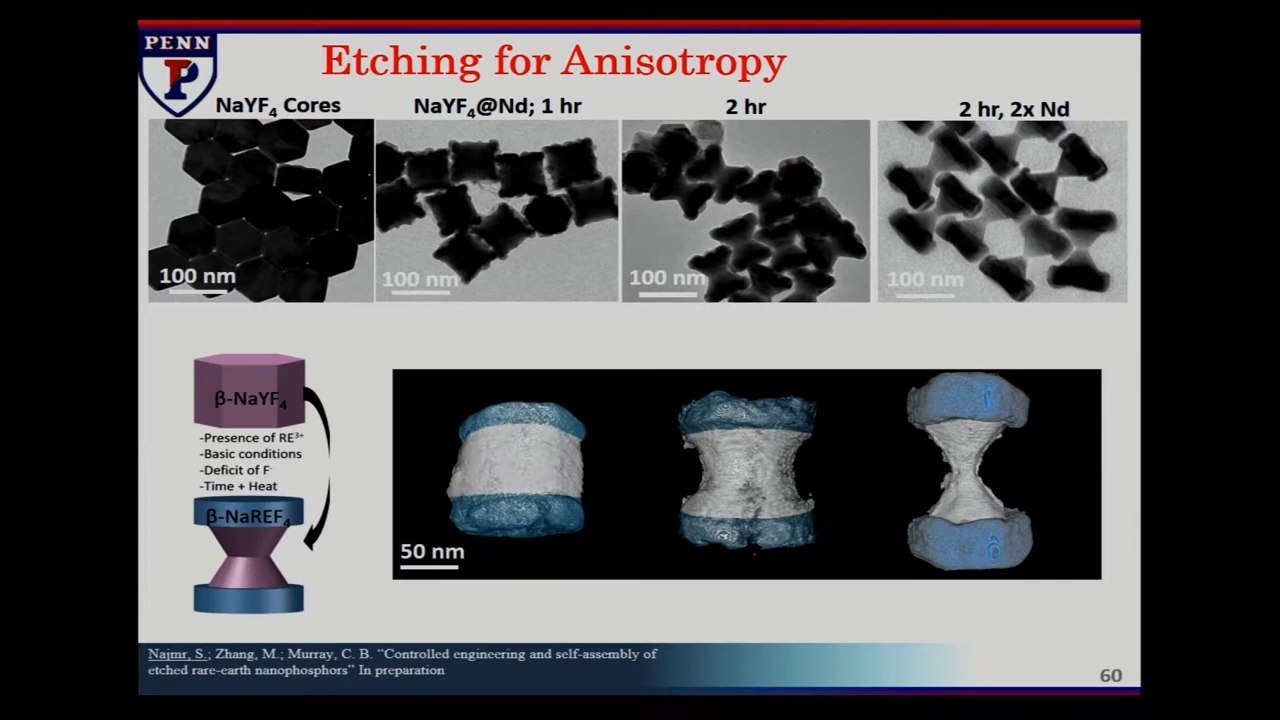 PENN
P
Etching for Anisotropy
NaYF₄ Cores
NaYF₄@Nd; 1 hr
2 hr
2 hr, 2x Nd
100 nm
100 nm
100 nm
100 nm
β-NaYF₄
-Presence of RE³⁺
-Basic conditions
-Deficit of F⁻
-Time + Heat
β-NaREF₄
50 nm
Najmr, S.; Zhang, M.; Murray, C. B. “Controlled engineering and self-assembly of
etched rare-earth nanophosphors” In preparation
60